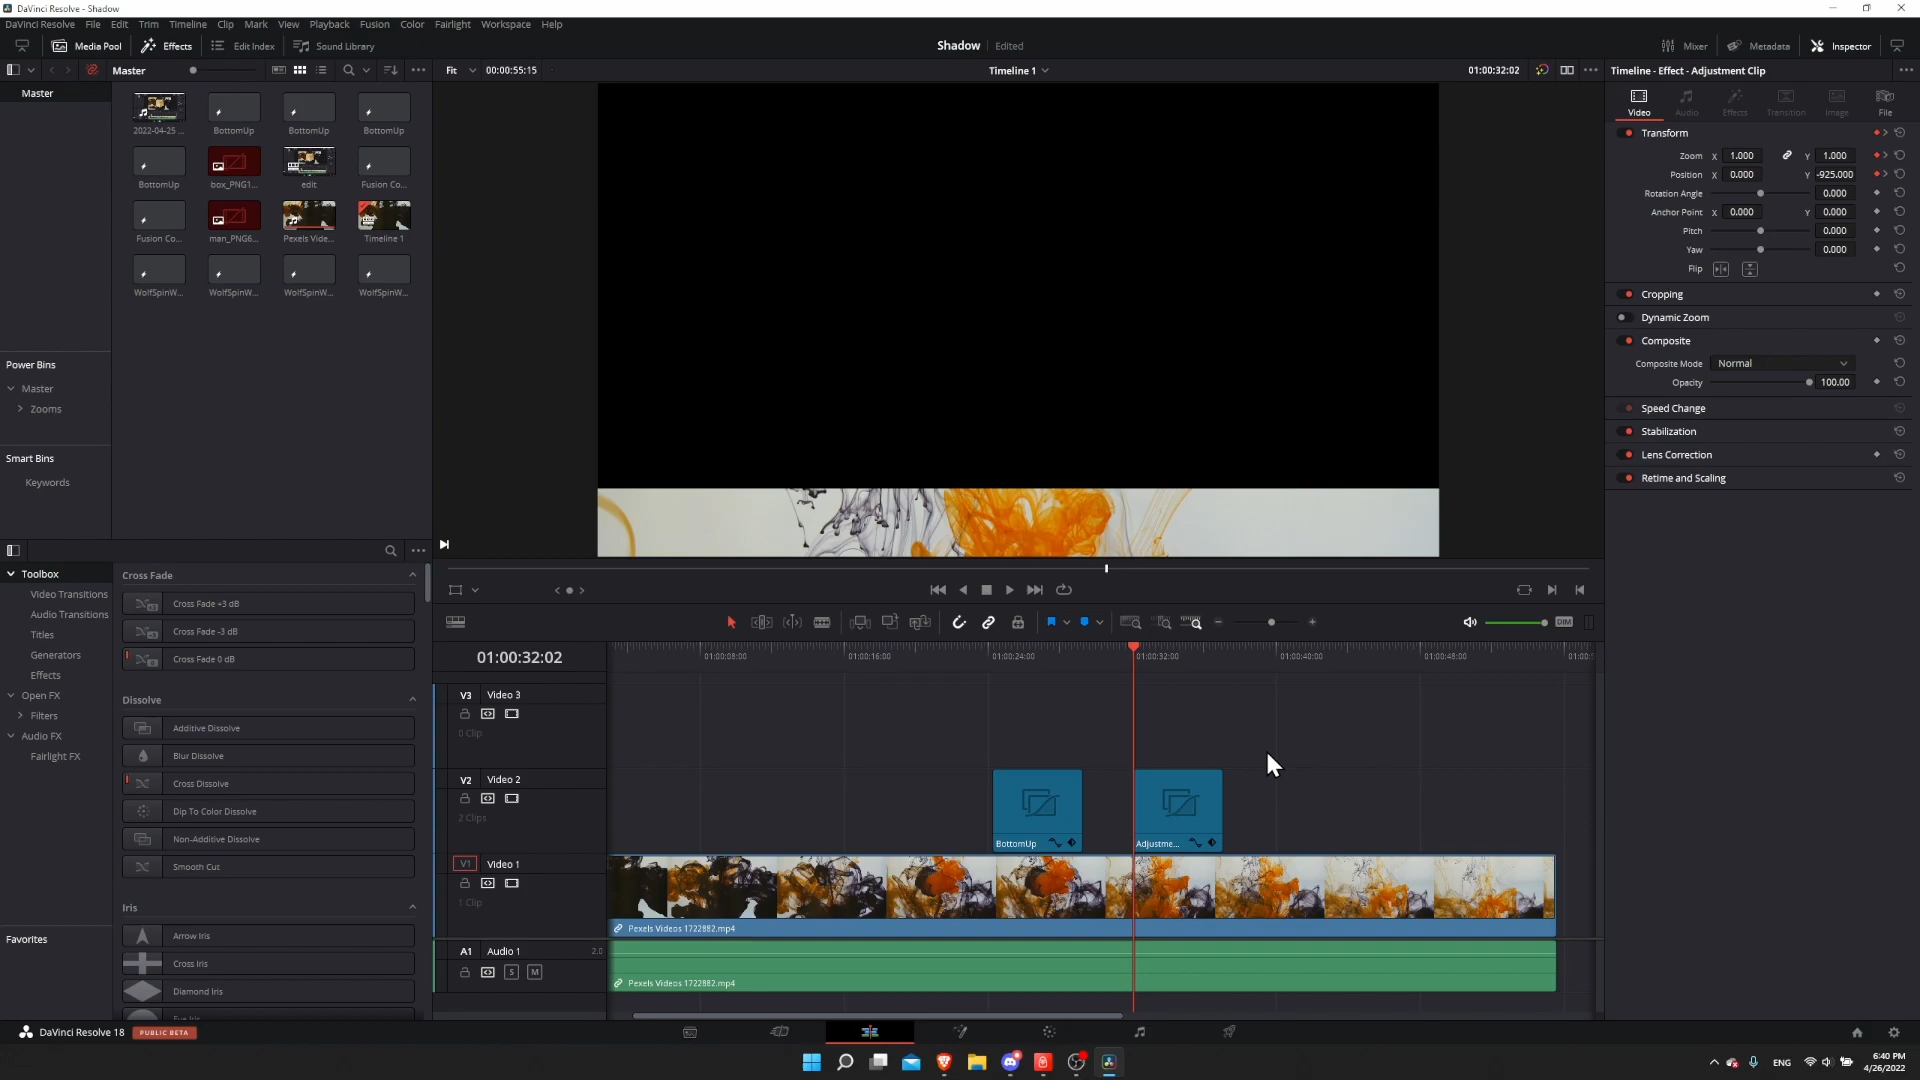 DaVinci Resolve - Shadow
DaVinci Resolve File Edit Trim Timeline Clip Mark View Playback Fusion Color Fairlight Workspace Help
Media Pool Effects Edit Index Sound Library
Shadow Edited
Mixer Metadata Inspector
Master
Fit 00:00:55:15
Timeline 1
01:00:32:02
Timeline - Effect - Adjustment Clip
Master
2022-04-25 ... BottomUp BottomUp BottomUp
BottomUp box_PNG1... edit Fusion Co...
Fusion Co... man_PNG6... Pexels Vide... Timeline 1
WolfSpinW... WolfSpinW... WolfSpinW... WolfSpinW...
Power Bins
Master
Zooms
Smart Bins
Keywords
Video Audio Effects Transition Image File
Transform
Zoom X 1.000 Y 1.000
Position X 0.000 Y -925.000
Rotation Angle 0.000
Anchor Point X 0.000 Y 0.000
Pitch 0.000
Yaw 0.000
Flip
Cropping
Dynamic Zoom
Composite
Composite Mode Normal
Opacity 100.00
Speed Change
Stabilization
Lens Correction
Retime and Scaling
Toolbox
Video Transitions
Audio Transitions
Titles
Generators
Effects
Open FX
Filters
Audio FX
Fairlight FX
Favorites
Cross Fade
Cross Fade +3 dB
Cross Fade -3 dB
Cross Fade 0 dB
Dissolve
Additive Dissolve
Blur Dissolve
Cross Dissolve
Dip To Color Dissolve
Non-Additive Dissolve
Smooth Cut
Iris
Arrow Iris
Cross Iris
Diamond Iris
Eye Iris
DIM
01:00:32:02
01:00:08:00 01:00:16:00 01:00:24:00 01:00:32:00 01:00:40:00 01:00:48:00 01:00:5
V3 Video 3
0 Clip
V2 Video 2
2 Clips
BottomUp Adjustme...
V1 Video 1
1 Clip
Pexels Videos 1722882.mp4
A1 Audio 1 2.0
S M
Pexels Videos 1722882.mp4
DaVinci Resolve 18 PUBLIC BETA
ENG
6:40 PM
4/26/2022